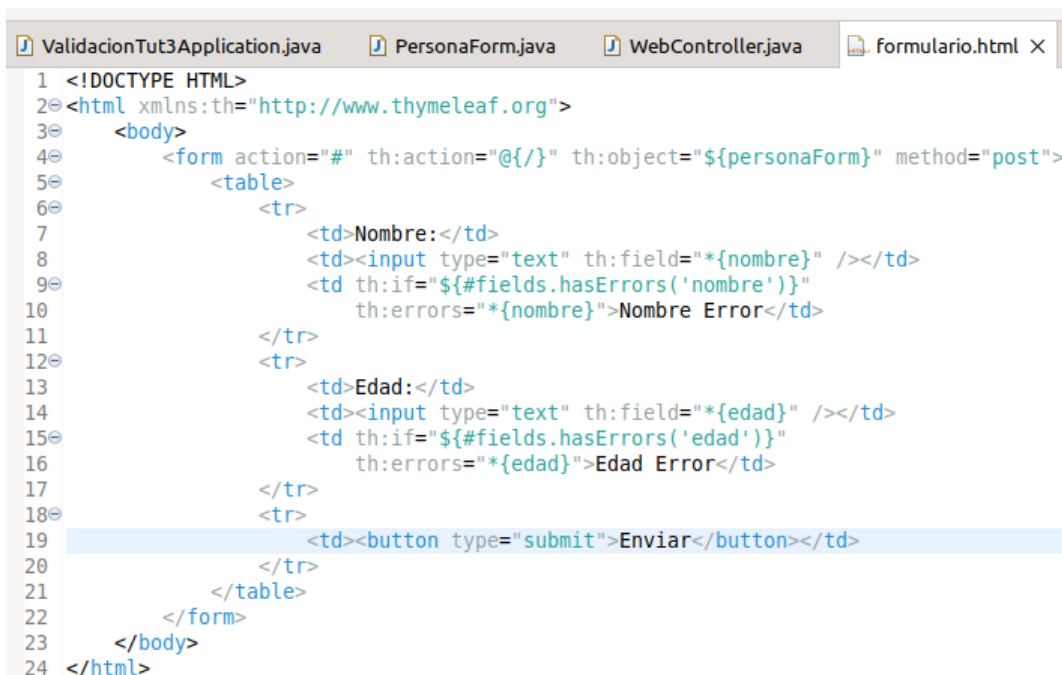 ValidacionTut3Application.java PersonaForm.java WebController.java formulario.html
1 <!DOCTYPE HTML>
2 <html xmlns:th="http://www.thymeleaf.org">
3     <body>
4         <form action="#" th:action="@{/}" th:object="${personaForm}" method="post">
5             <table>
6                 <tr>
7                     <td>Nombre:</td>
8                     <td><input type="text" th:field="*{nombre}" /></td>
9                     <td th:if="${#fields.hasErrors('nombre')}"
10                         th:errors="*{nombre}">Nombre Error</td>
11                 </tr>
12                 <tr>
13                     <td>Edad:</td>
14                     <td><input type="text" th:field="*{edad}" /></td>
15                     <td th:if="${#fields.hasErrors('edad')}"
16                         th:errors="*{edad}">Edad Error</td>
17                 </tr>
18                 <tr>
19                     <td><button type="submit">Enviar</button></td>
20                 </tr>
21             </table>
22         </form>
23     </body>
24 </html>